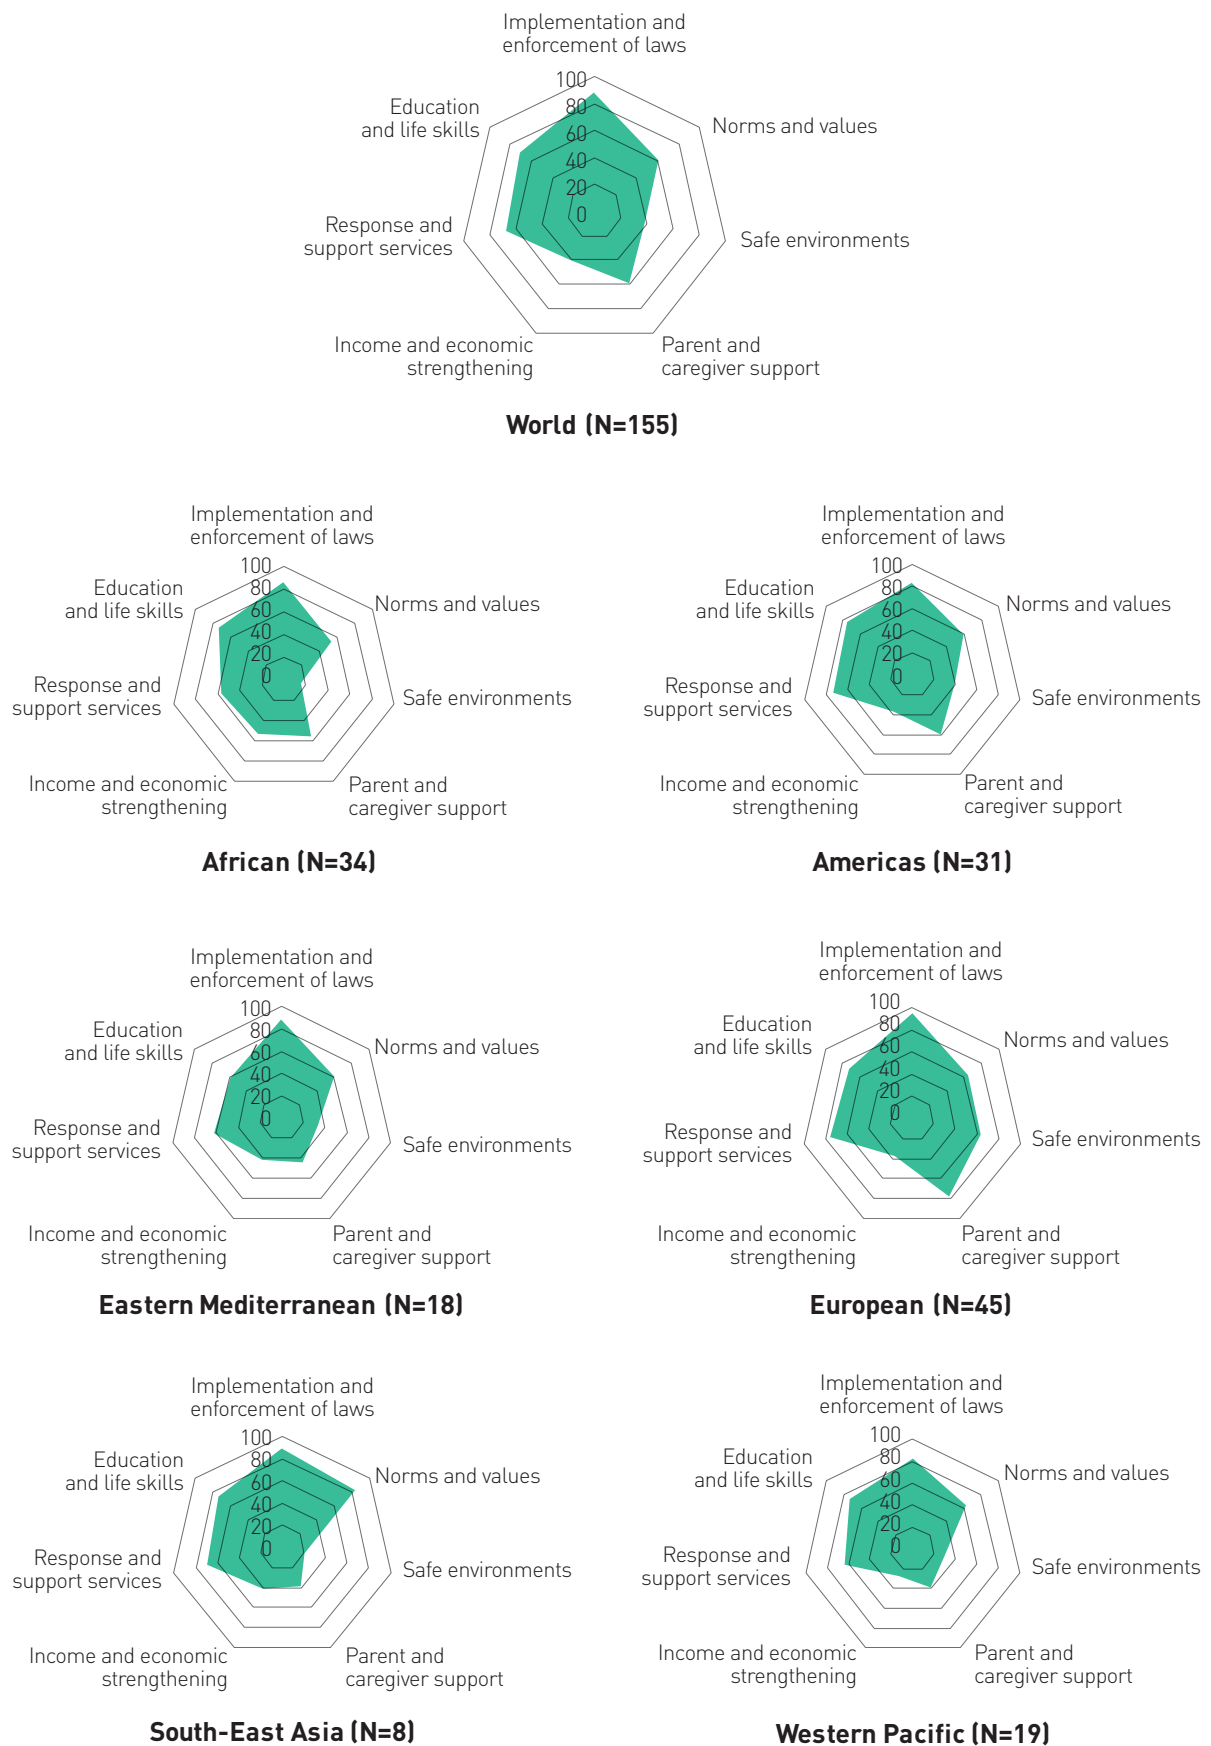 Implementation and
enforcement of laws
100
80
60
40
20
0
Education
and life skills
Norms and values
Response and
support services
Safe environments
Income and economic
strengthening
Parent and
caregiver support
World (N=155)
Implementation and
enforcement of laws
100
80
60
40
20
0
Education
and life skills
Norms and values
Response and
support services
Safe environments
Income and economic
strengthening
Parent and
caregiver support
African (N=34)
Implementation and
enforcement of laws
100
80
60
40
20
0
Education
and life skills
Norms and values
Response and
support services
Safe environments
Income and economic
strengthening
Parent and
caregiver support
Americas (N=31)
Implementation and
enforcement of laws
100
80
60
40
20
0
Education
and life skills
Norms and values
Response and
support services
Safe environments
Income and economic
strengthening
Parent and
caregiver support
Eastern Mediterranean (N=18)
Implementation and
enforcement of laws
100
80
60
40
20
0
Education
and life skills
Norms and values
Response and
support services
Safe environments
Income and economic
strengthening
Parent and
caregiver support
European (N=45)
Implementation and
enforcement of laws
100
80
60
40
20
0
Education
and life skills
Norms and values
Response and
support services
Safe environments
Income and economic
strengthening
Parent and
caregiver support
South-East Asia (N=8)
Implementation and
enforcement of laws
100
80
60
40
20
0
Education
and life skills
Norms and values
Response and
support services
Safe environments
Income and economic
strengthening
Parent and
caregiver support
Western Pacific (N=19)